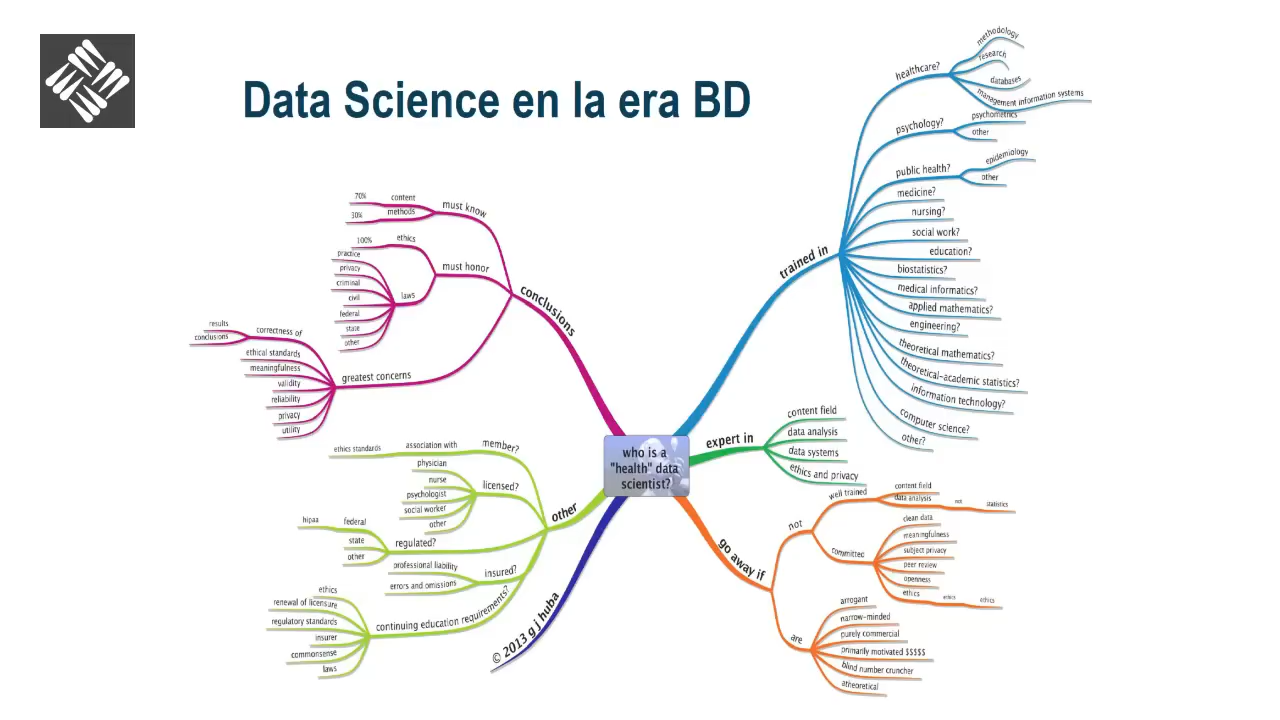 Data Science en la era BD
who is a
"health" data
scientist?
trained in
healthcare?
methodology
research
databases
management information systems
psychology?
psychometrics
other
public health?
epidemiology
other
medicine?
nursing?
social work?
education?
biostatistics?
medical informatics?
applied mathematics?
engineering?
theoretical mathematics?
theoretical-academic statistics?
information technology?
computer science?
other?
expert in
content field
data analysis
data systems
ethics and privacy
go away if
not
well trained
content field
data analysis
not
statistics
committed
clean data
meaningfulness
subject privacy
peer review
openness
ethics
ethics
ethics
are
arrogant
narrow-minded
purely commercial
primarily motivated $$$$$
blind number cruncher
atheoretical
© 2013 g j huba
other
member?
association with
ethics standards
licensed?
physician
nurse
psychologist
social worker
other
regulated?
federal
hipaa
state
other
insured?
professional liability
errors and omissions
continuing education requirements?
ethics
renewal of licensure
regulatory standards
insurer
commonsense
laws
conclusions
must know
content
70%
methods
30%
must honor
ethics
100%
laws
practice
privacy
criminal
civil
federal
state
other
greatest concerns
correctness of
results
conclusions
ethical standards
meaningfulness
validity
reliability
privacy
utility